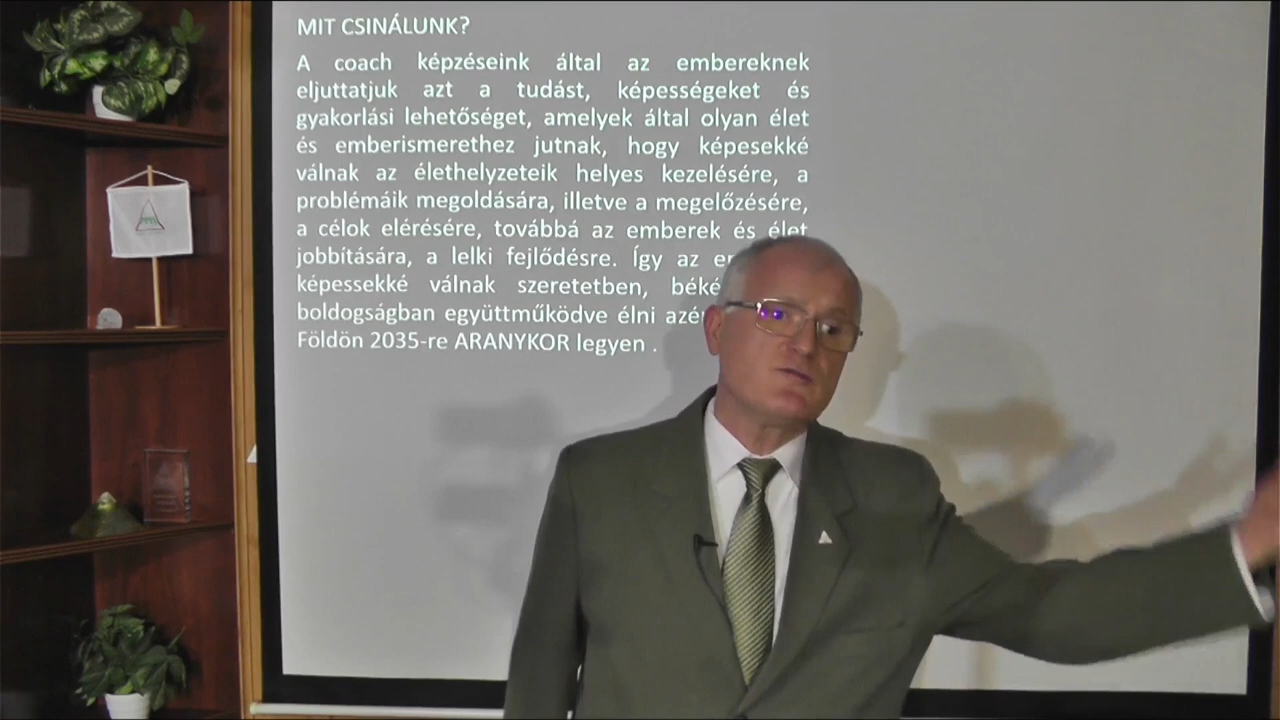 MIT CSINÁLUNK?
A coach képzéseink által az embereknek
eljuttatjuk azt a tudást, képességeket és
gyakorlási lehetőséget, amelyek által olyan élet
és emberismerethez jutnak, hogy képesekké
válnak az élethelyzeteik helyes kezelésére, a
problémáik megoldására, illetve a megelőzésére,
a célok elérésére, továbbá az emberek és élet
jobbítására, a lelki fejlődésre. Így az
képessekké válnak szeretetben,
boldogságban együttműködve élni
Földön 2035-re ARANYKOR legyen .